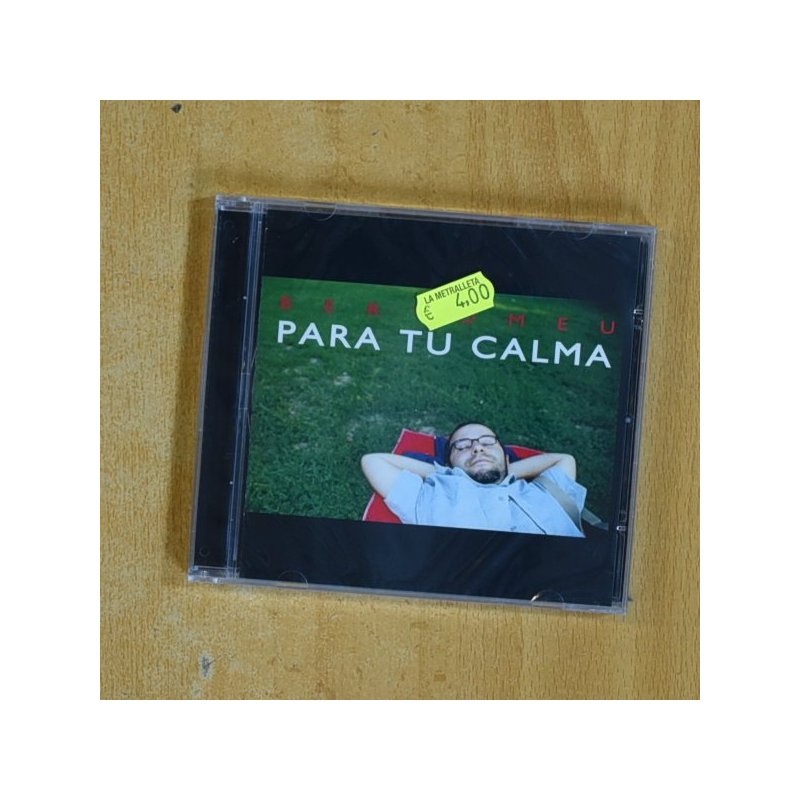 LA METRALLETA
€ 4,00
PARA TU CALMA